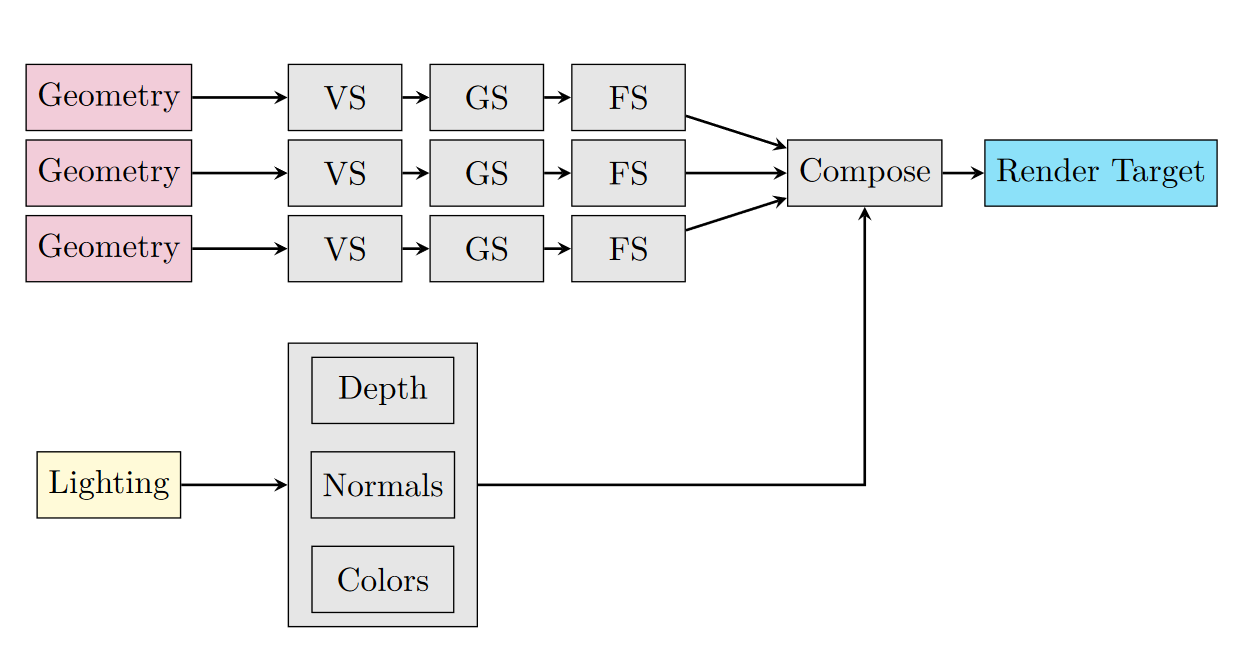 Geometry VS GS FS
Geometry VS GS FS Compose Render Target
Geometry VS GS FS
Depth
Lighting Normals
Colors